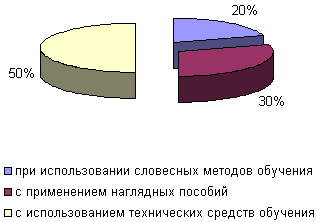 20%
50%
30%
при использовании словесных методов обучения
с применением наглядных пособий
с использованием технических средств обучения